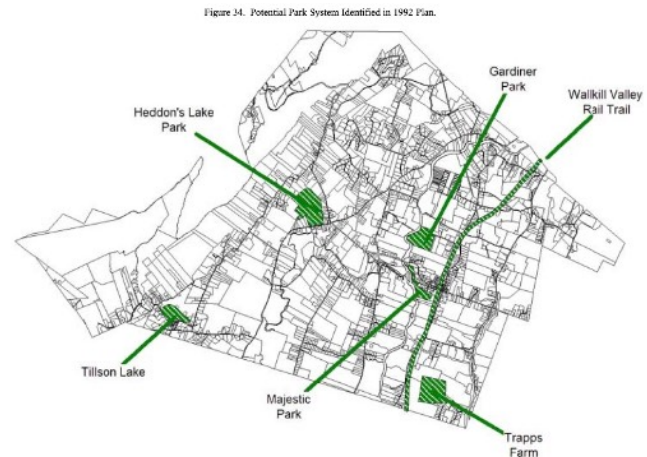 Figure 34. Potential Park System Identified in 1992 Plan.
Gardiner
Park
Wallkill Valley
Rail Trail
Heddon's Lake
Park
Tillson Lake
Majestic
Park
Trapps
Farm